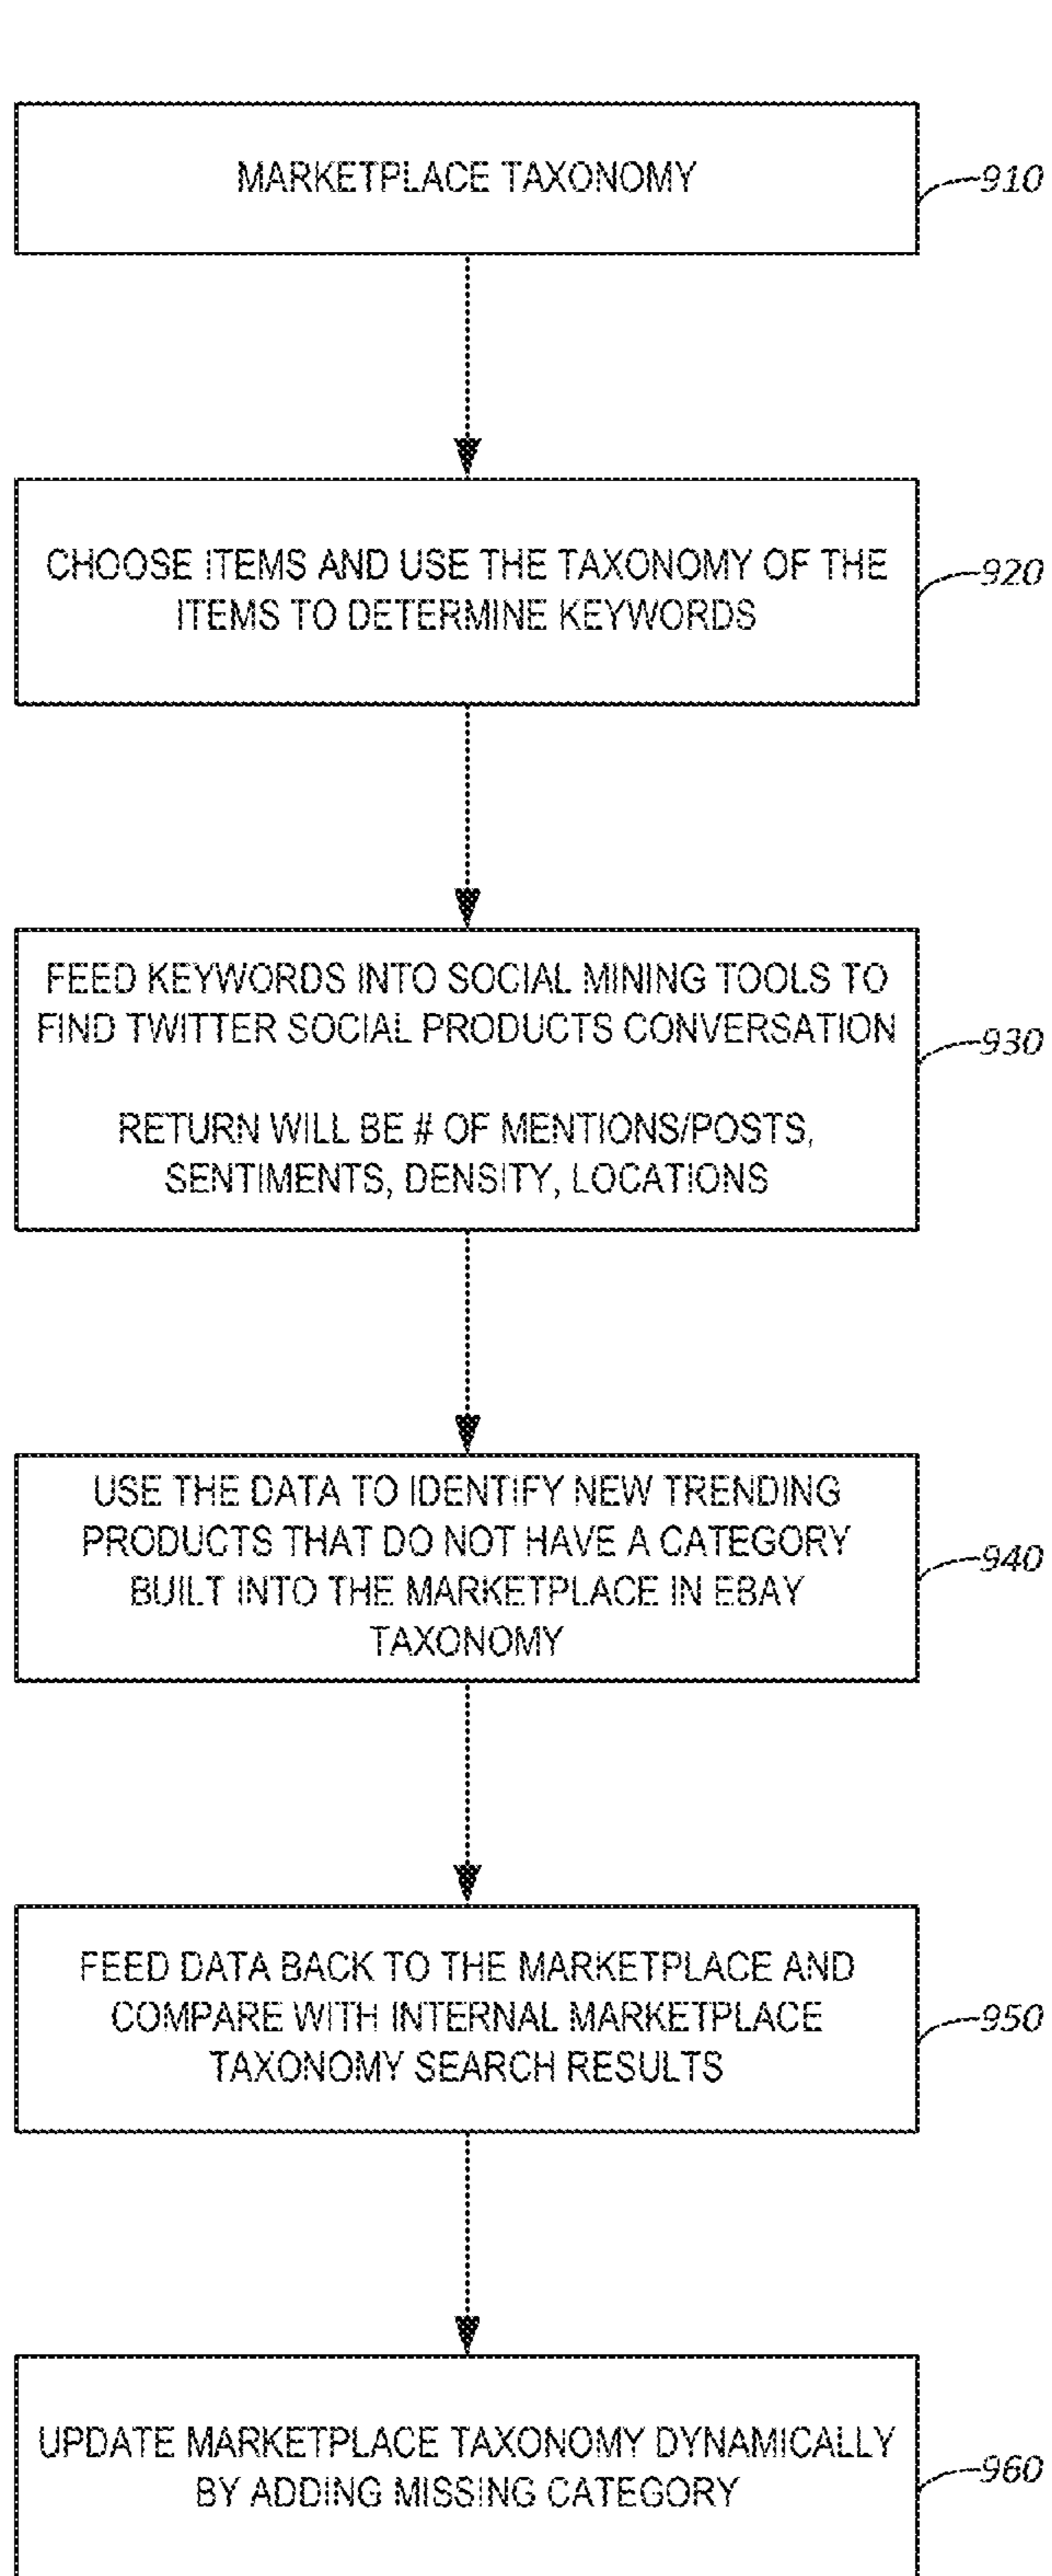 MARKETPLACE TAXONOMY
910
CHOOSE ITEMS AND USE THE TAXONOMY OF THE
ITEMS TO DETERMINE KEYWORDS
920
FEED KEYWORDS INTO SOCIAL MINING TOOLS TO
FIND TWITTER SOCIAL PRODUCTS CONVERSATION
RETURN WILL BE # OF MENTIONS/POSTS,
SENTIMENTS, DENSITY, LOCATIONS
930
USE THE DATA TO IDENTIFY NEW TRENDING
PRODUCTS THAT DO NOT HAVE A CATEGORY
BUILT INTO THE MARKETPLACE IN EBAY
TAXONOMY
940
FEED DATA BACK TO THE MARKETPLACE AND
COMPARE WITH INTERNAL MARKETPLACE
TAXONOMY SEARCH RESULTS
950
UPDATE MARKETPLACE TAXONOMY DYNAMICALLY
BY ADDING MISSING CATEGORY
960